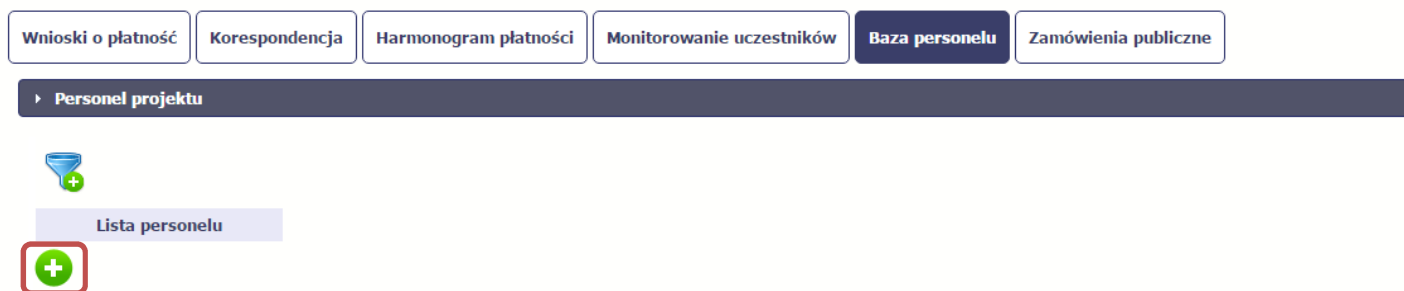 Wnioski o płatność Korespondencja Harmonogram płatności Monitorowanie uczestników Baza personelu Zamówienia publiczne
Personel projektu
Lista personelu